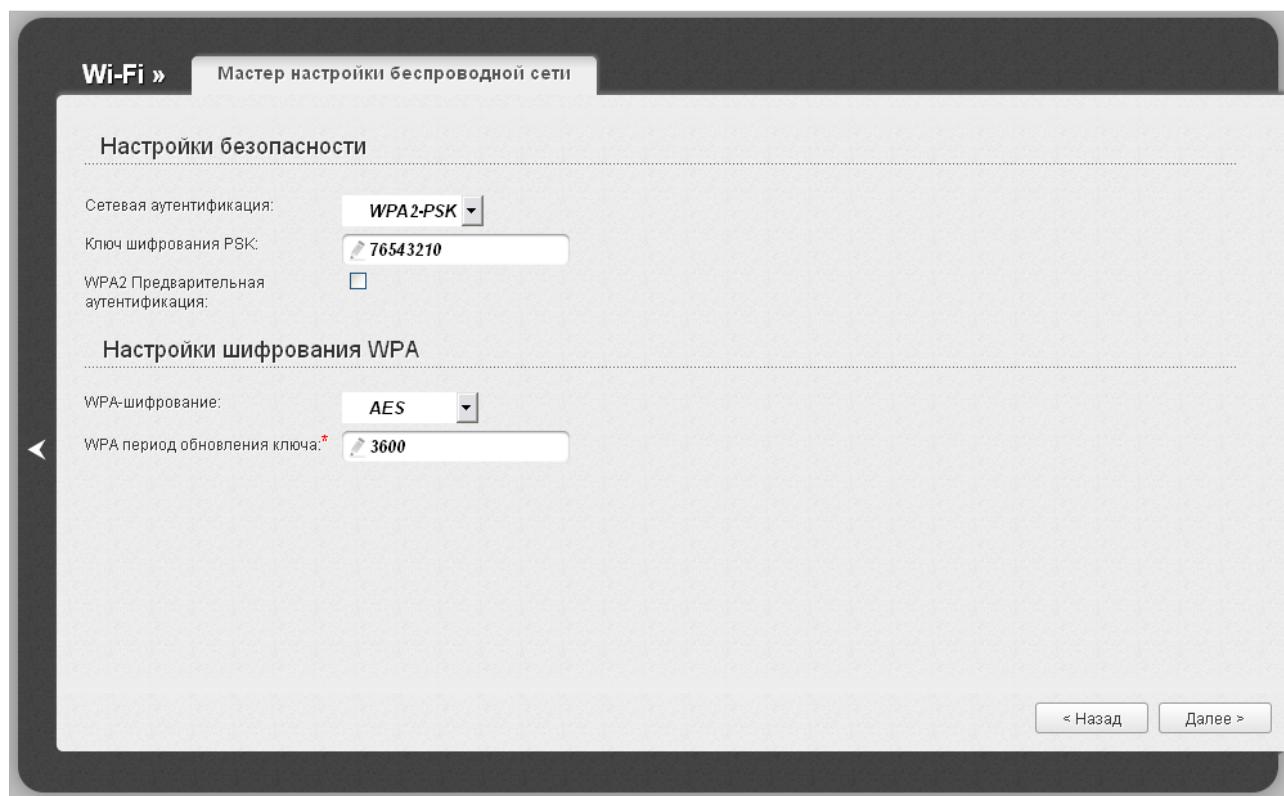 Wi-Fi » Мастер настройки беспроводной сети
Настройки безопасности
Сетевая аутентификация: WPA2-PSK
Ключ шифрования PSK: 76543210
WPA2 Предварительная
аутентификация:
Настройки шифрования WPA
WPA-шифрование: AES
WPA период обновления ключа:* 3600
< Назад Далее >